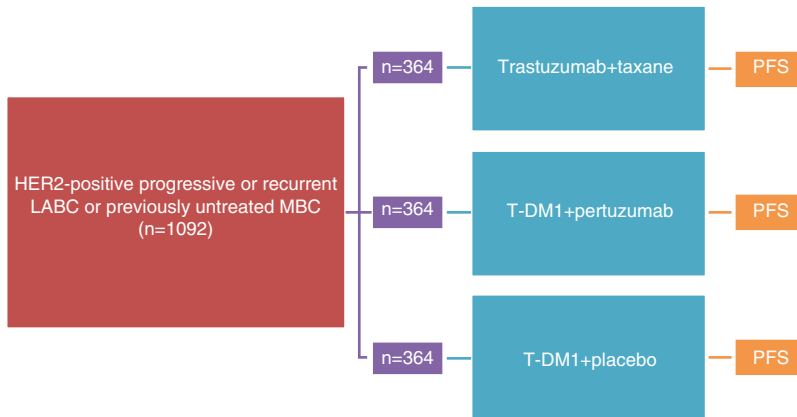 HER2-positive progressive or recurrent
LABC or previously untreated MBC
(n=1092)
n=364
Trastuzumab+taxane
PFS
n=364
T-DM1+pertuzumab
PFS
n=364
T-DM1+placebo
PFS